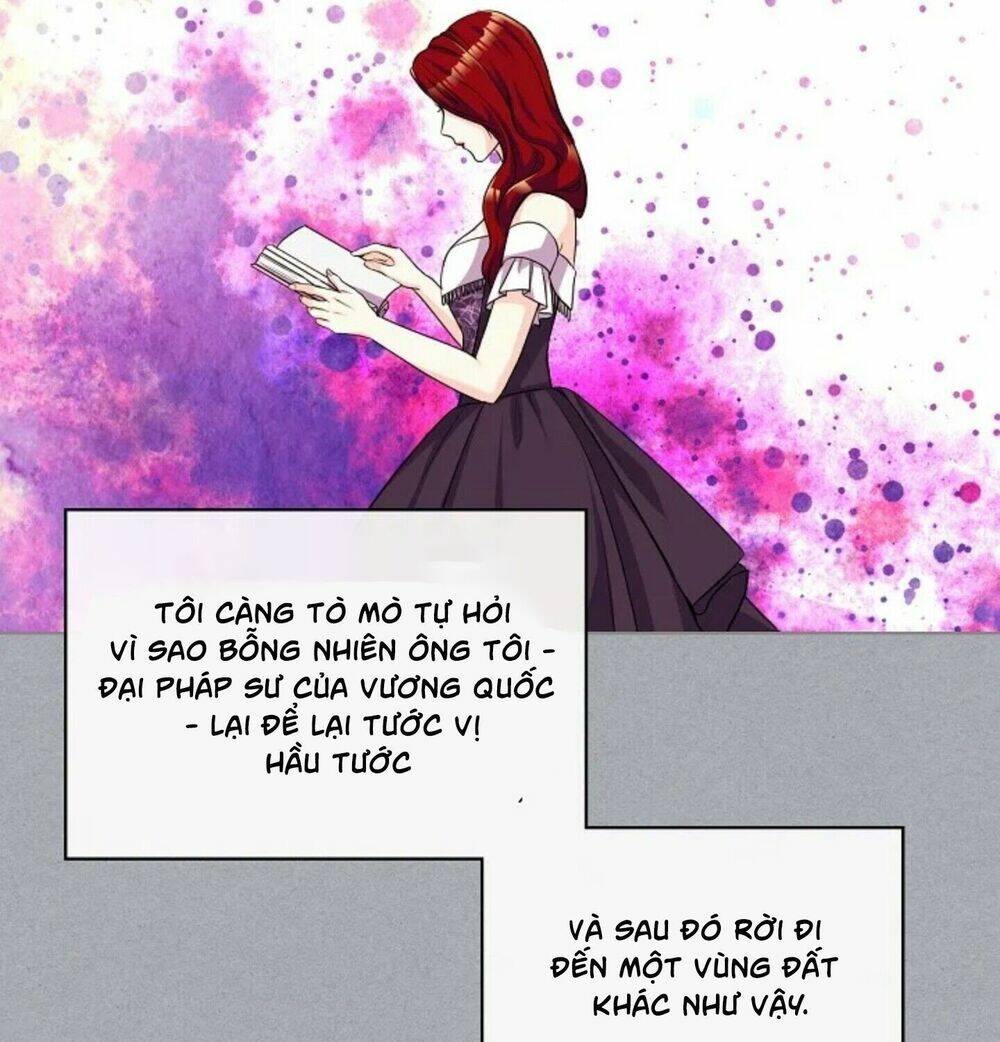 TÔI CÀNG TÒ MÒ TỰ HỎI
VÌ SAO BỖNG NHIÊN ÔNG TÔI -
ĐẠI PHÁP SƯ CỦA VƯƠNG QUỐC
- LẠI ĐỂ LẠI TƯỚC VỊ
HẦU TƯỚC
VÀ SAU ĐÓ RỜI ĐI
ĐẾN MỘT VÙNG ĐẤT
KHÁC NHƯ VẬY.